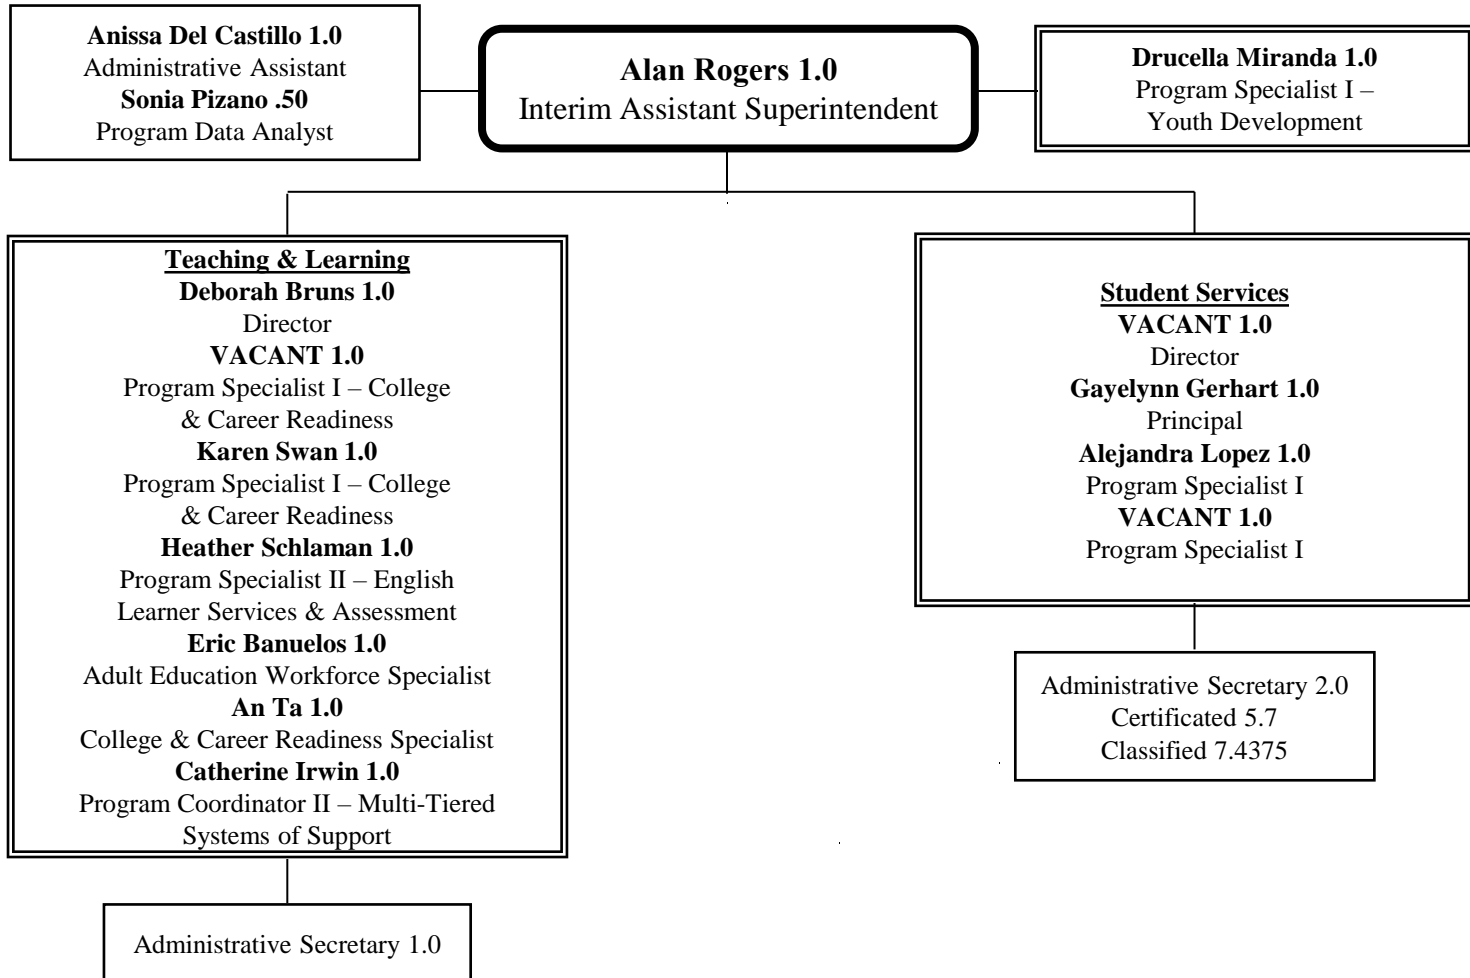 Anissa Del Castillo 1.0
Administrative Assistant
Sonia Pizano .50
Program Data Analyst
Alan Rogers 1.0
Interim Assistant Superintendent
Drucella Miranda 1.0
Program Specialist I –
Youth Development
Teaching & Learning
Deborah Bruns 1.0
Director
VACANT 1.0
Program Specialist I – College
& Career Readiness
Karen Swan 1.0
Program Specialist I – College
& Career Readiness
Heather Schlaman 1.0
Program Specialist II – English
Learner Services & Assessment
Eric Banuelos 1.0
Adult Education Workforce Specialist
An Ta 1.0
College & Career Readiness Specialist
Catherine Irwin 1.0
Program Coordinator II – Multi-Tiered
Systems of Support
Administrative Secretary 1.0
Student Services
VACANT 1.0
Director
Gayelynn Gerhart 1.0
Principal
Alejandra Lopez 1.0
Program Specialist I
VACANT 1.0
Program Specialist I
Administrative Secretary 2.0
Certificated 5.7
Classified 7.4375